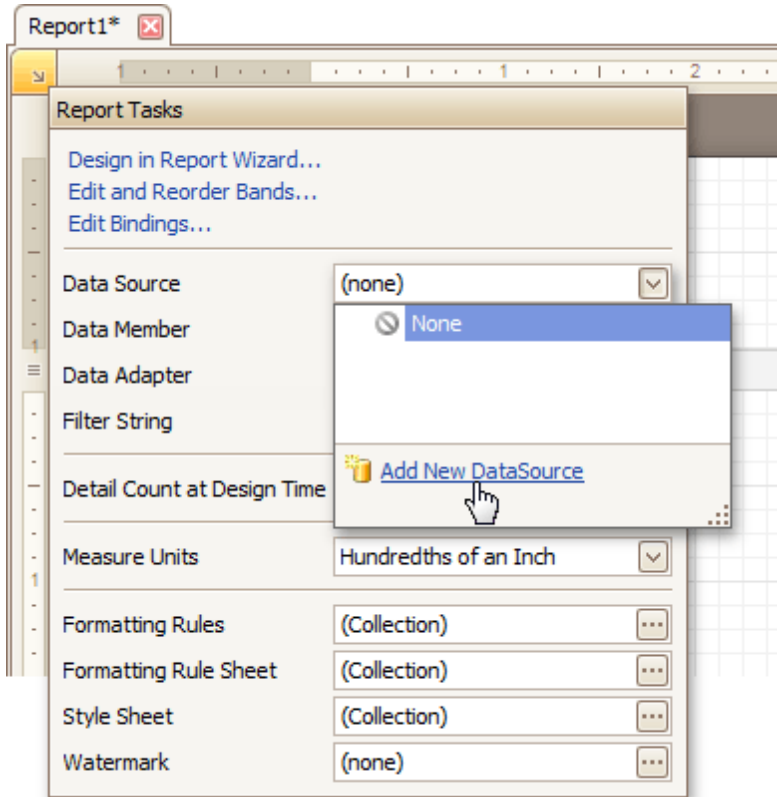 Report1*
1 1 2
Report Tasks
Design in Report Wizard...
Edit and Reorder Bands...
Edit Bindings...
Data Source (none)
None
Data Member
1
Data Adapter
Filter String
Add New DataSource
Detail Count at Design Time
Measure Units Hundredths of an Inch
1
Formatting Rules (Collection)
Formatting Rule Sheet (Collection)
Style Sheet (Collection)
Watermark (none)